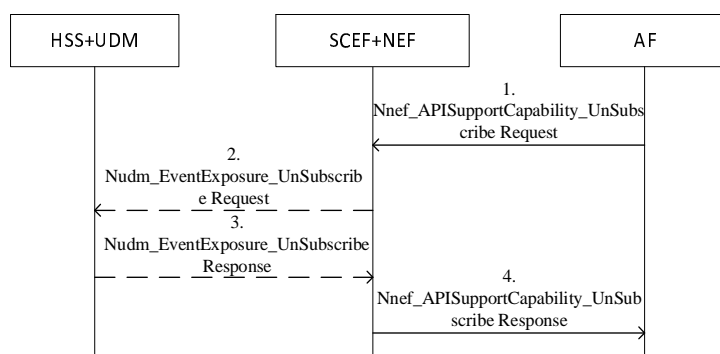 HSS+UDM
SCEF+NEF
AF
1.
Nnef_APISupportCapability_UnSubs
cribe Request
2.
Nudm_EventExposure_UnSubscrib
e Request
3.
Nudm_EventExposure_UnSubscribe
Response
4.
Nnef_APISupportCapability_UnSub
scribe Response